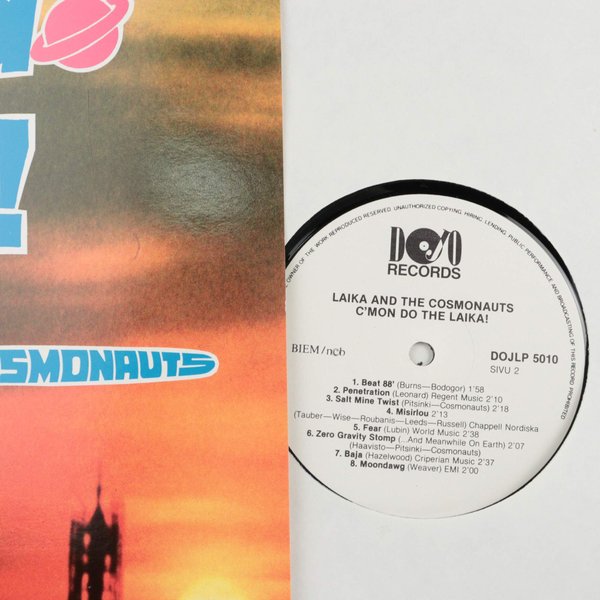 !
SMONAUTS
OWNER OF THE WORK REPRODUCED RESERVED. UNAUTHORIZED COPYING, HIRING, LENDING, PUBLIC PERFORMANCE AND BROADCASTING OF THIS RECORD PROHIBITED
DOJO
RECORDS
LAIKA AND THE COSMONAUTS
C'MON DO THE LAIKA!
BIEM/ncb
DOJLP 5010
SIVU 2
1. Beat 88' (Burns—Bodogor) 1'58
2. Penetration (Leonard) Regent Music 2'10
3. Salt Mine Twist (Pitsinki—Cosmonauts) 2'18
4. Misirlou 2'13
(Tauber—Wise—Roubanis—Leeds—Russell) Chappell Nordiska
5. Fear (Lubin) World Music 2'38
6. Zero Gravity Stomp (...And Meanwhile On Earth) 2'07
(Haavisto—Pitsinki—Cosmonauts)
7. Baja (Hazelwood) Criperian Music 2'37
8. Moondawg (Weaver) EMI 2'00